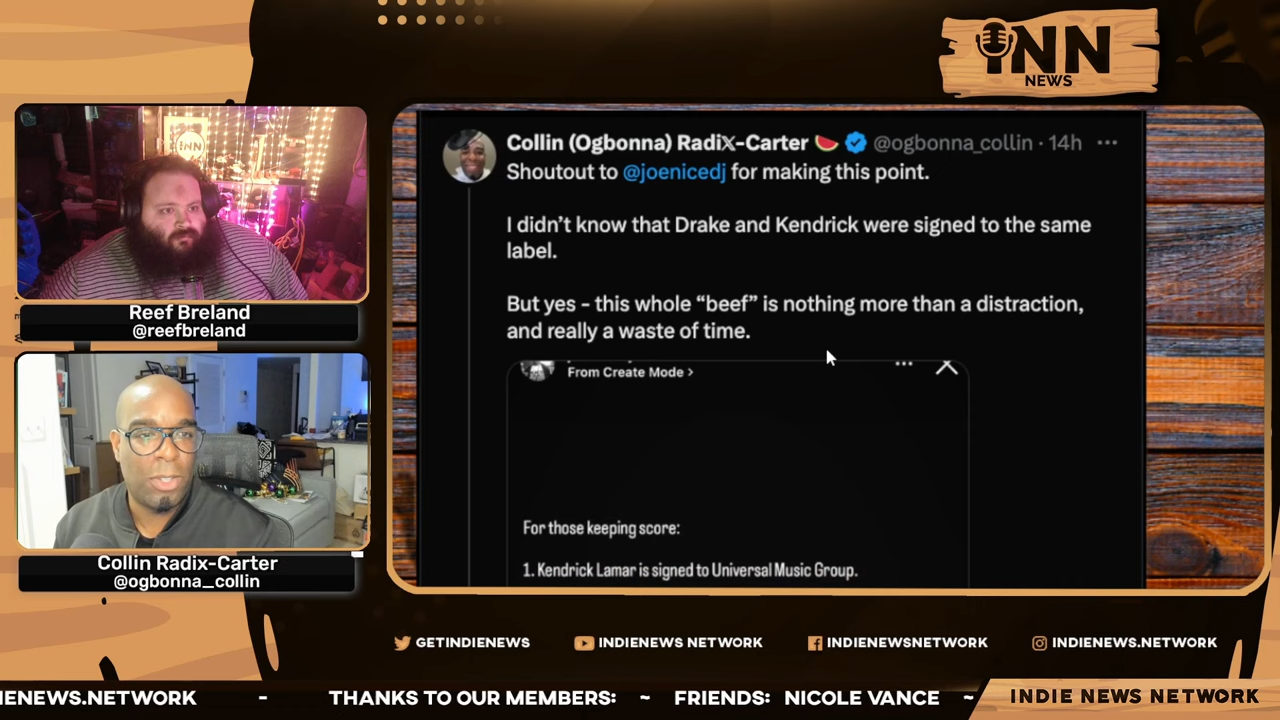 iNN
NEWS
iNN
Reef Breland
@reefbreland
Collin Radix-Carter
@ogbonna_collin
Collin (Ogbonna) Radi𝕏-Carter 🍉 @ogbonna_collin · 14h ...
Shoutout to @joenicedj for making this point.
I didn’t know that Drake and Kendrick were signed to the same
label.
But yes – this whole “beef” is nothing more than a distraction,
and really a waste of time.
From Create Mode >
For those keeping score:
1. Kendrick Lamar is signed to Universal Music Group.
GETINDIENEWS
INDIENEWS NETWORK
INDIENEWSNETWORK
INDIENEWS.NETWORK
IENEWS.NETWORK - THANKS TO OUR MEMBERS: ~ FRIENDS: NICOLE VANCE ~
INDIE NEWS NETWORK